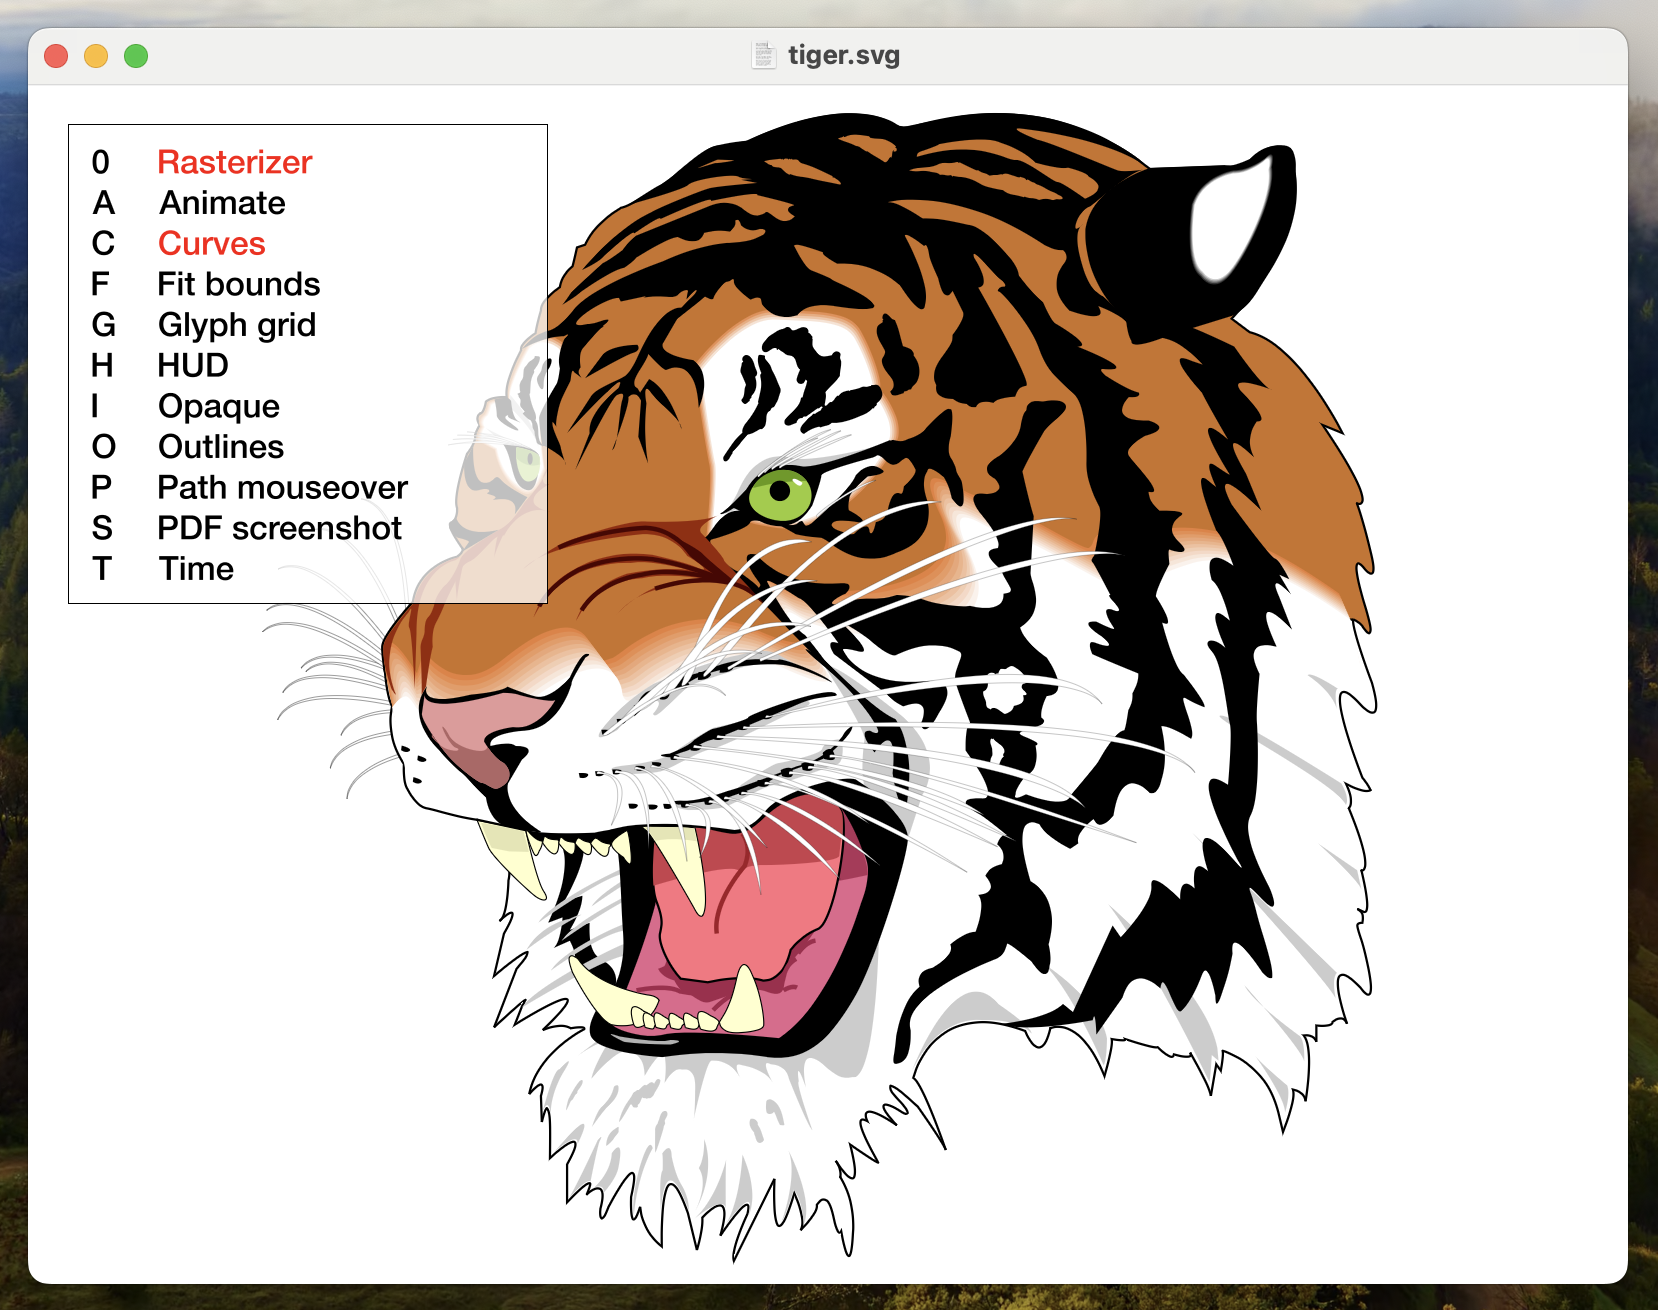 tiger.svg
0 Rasterizer
A Animate
C Curves
F Fit bounds
G Glyph grid
H HUD
I Opaque
O Outlines
P Path mouseover
S PDF screenshot
T Time